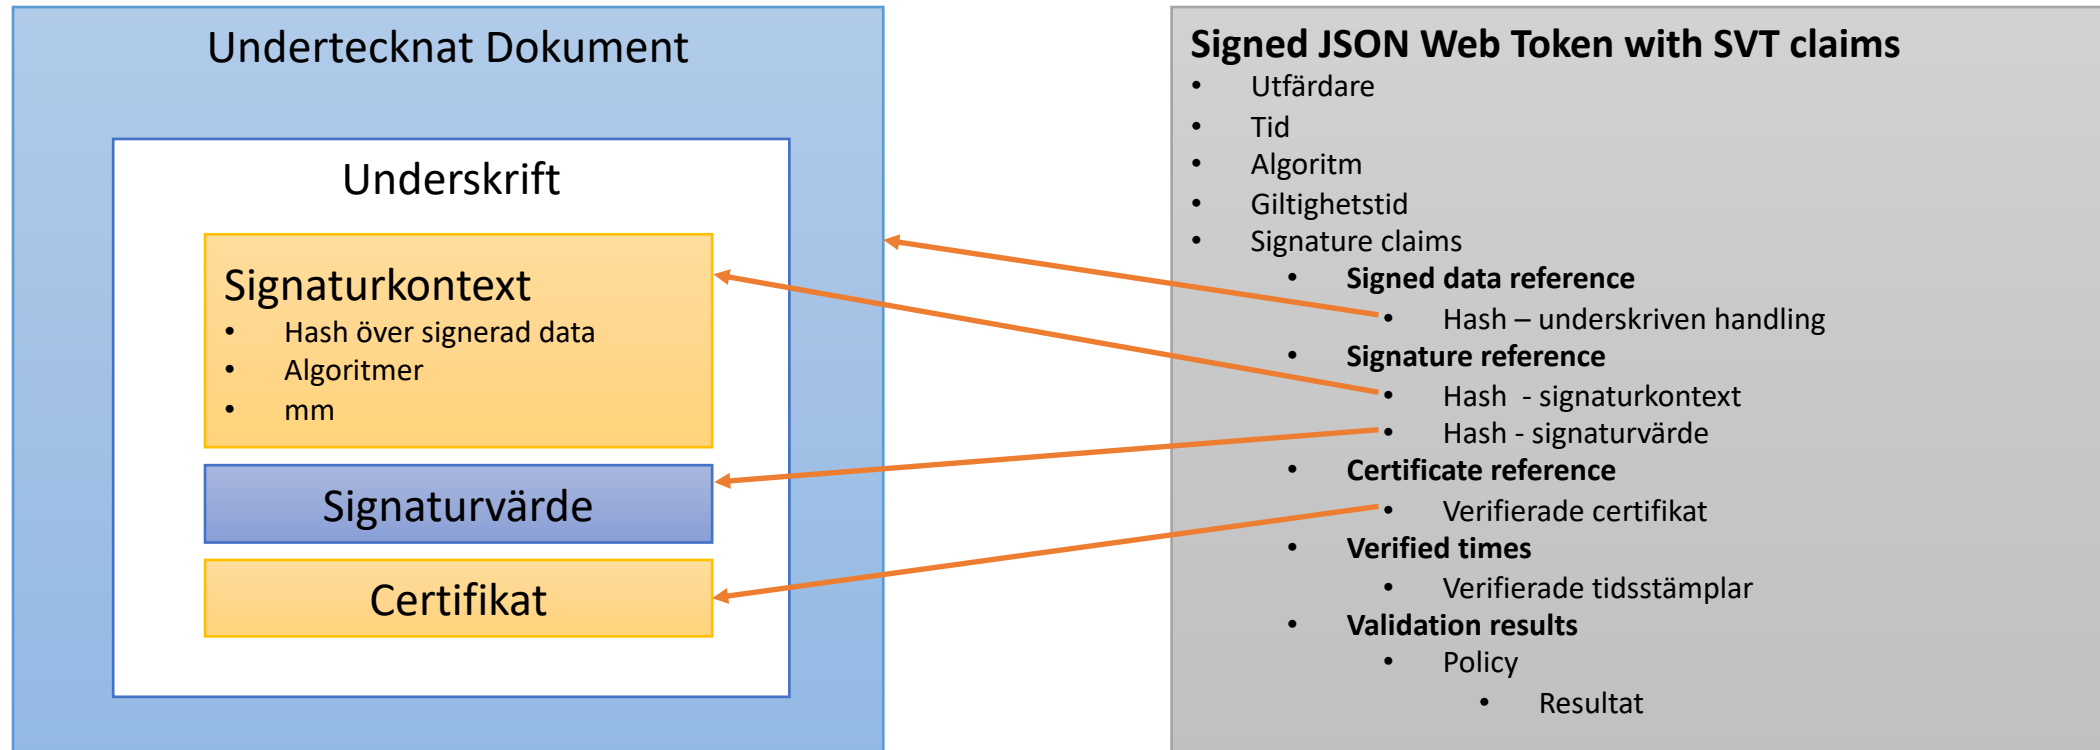 Undertecknat Dokument
Underskrift
Signaturkontext
• Hash över signerad data
• Algoritmer
• mm
Signaturvärde
Certifikat
Signed JSON Web Token with SVT claims
• Utfärdare
• Tid
• Algoritm
• Giltighetstid
• Signature claims
• Signed data reference
• Hash – underskriven handling
• Signature reference
• Hash - signaturkontext
• Hash - signaturvärde
• Certificate reference
• Verifierade certifikat
• Verified times
• Verifierade tidsstämplar
• Validation results
• Policy
• Resultat